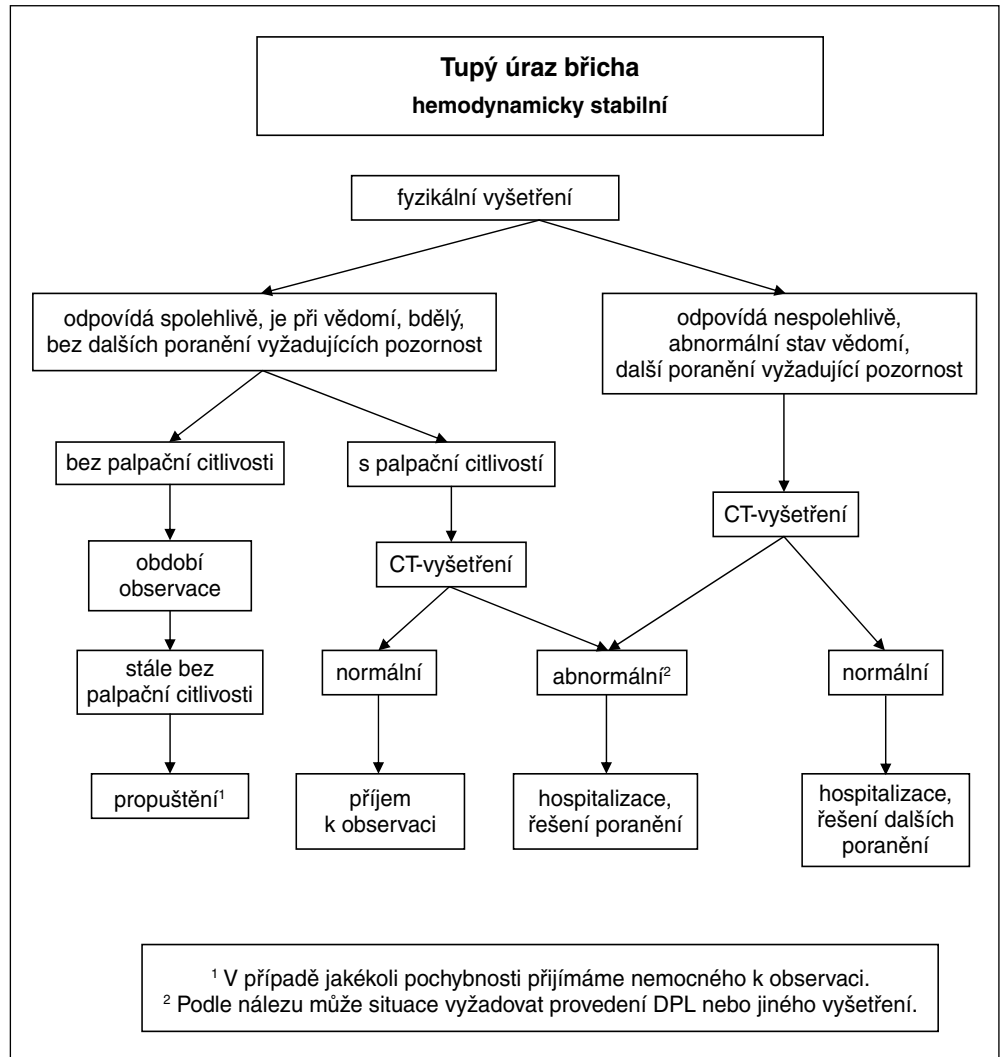 Tupý úraz břicha
hemodynamicky stabilní
fyzikální vyšetření
odpovídá spolehlivě, je při vědomí, bdělý,
bez dalších poranění vyžadujících pozornost
odpovídá nespolehlivě,
abnormální stav vědomí,
další poranění vyžadující pozornost
bez palpační citlivosti
s palpační citlivostí
CT-vyšetření
období
observace
CT-vyšetření
stále bez
palpační citlivosti
normální
abnormální²
normální
propuštění¹
příjem
k observaci
hospitalizace,
řešení poranění
hospitalizace,
řešení dalších
poranění
¹ V případě jakékoli pochybnosti přijímáme nemocného k observaci.
² Podle nálezu může situace vyžadovat provedení DPL nebo jiného vyšetření.